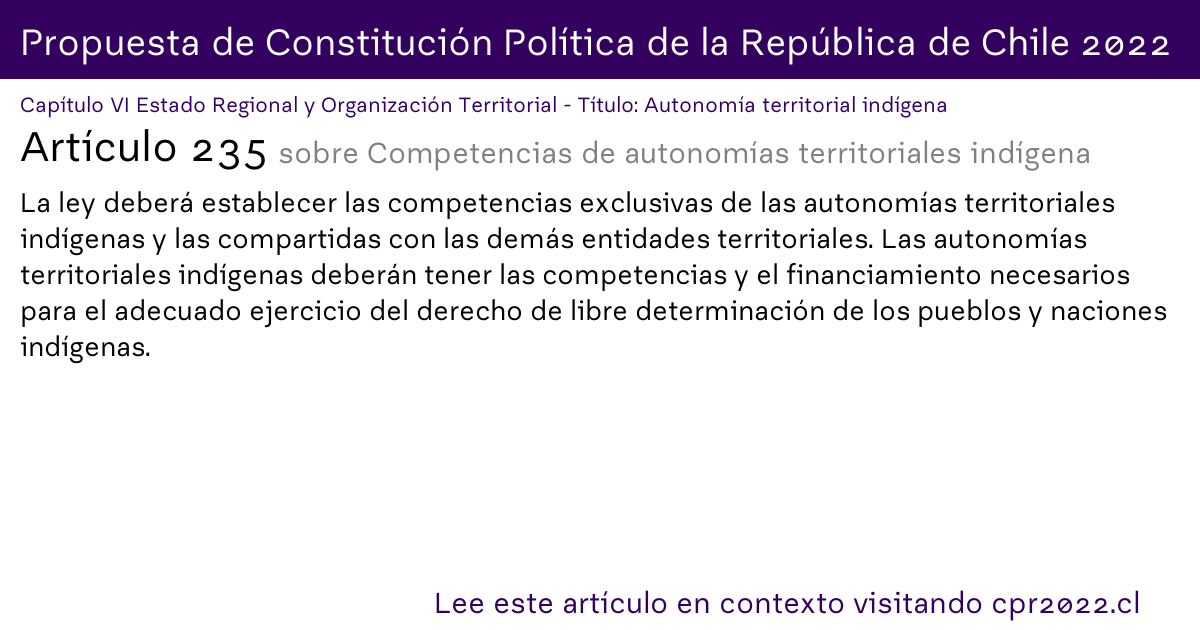 Propuesta de Constitución Política de la República de Chile 2022
Capítulo VI Estado Regional y Organización Territorial - Título: Autonomía territorial indígena
Artículo 235 sobre Competencias de autonomías territoriales indígena
La ley deberá establecer las competencias exclusivas de las autonomías territoriales
indígenas y las compartidas con las demás entidades territoriales. Las autonomías
territoriales indígenas deberán tener las competencias y el financiamiento necesarios
para el adecuado ejercicio del derecho de libre determinación de los pueblos y naciones
indígenas.
Lee este artículo en contexto visitando cpr2022.cl